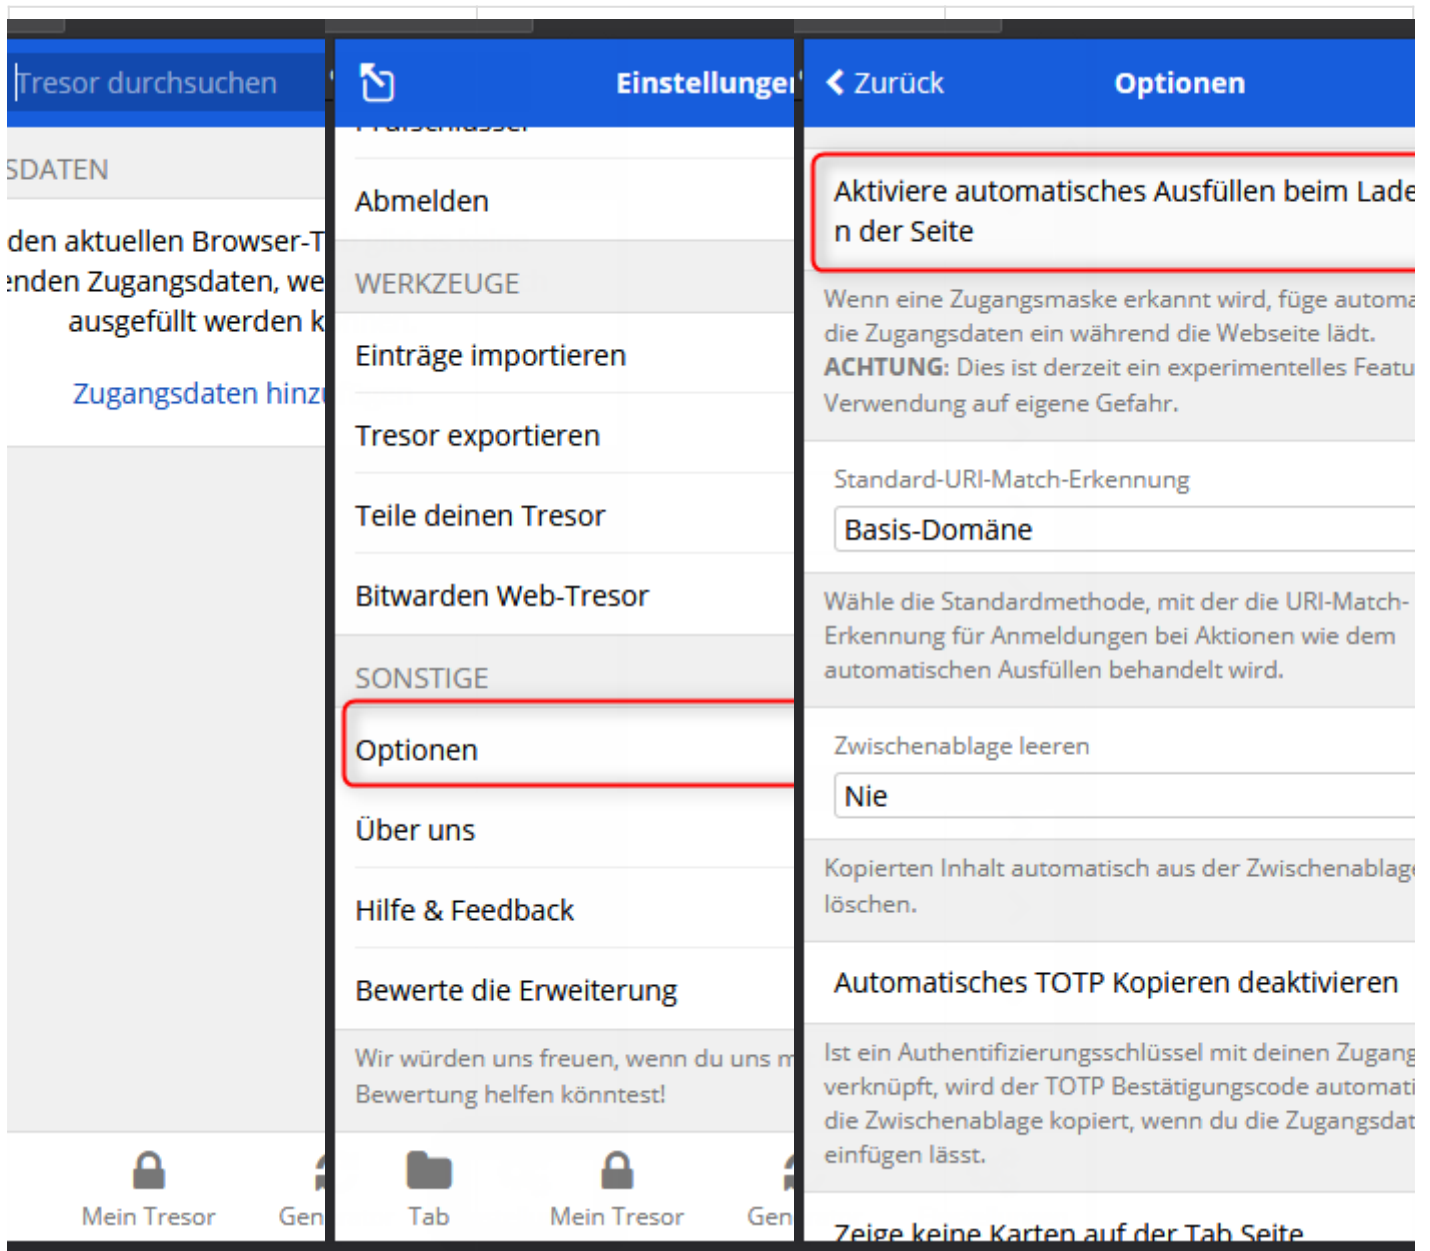 Tresor durchsuchen
SDATEN
den aktuellen Browser-T
enden Zugangsdaten, we
ausgefüllt werden k
Zugangsdaten hinzu
Mein Tresor
Gen
Einstellungen
Prüfschlüssel
Abmelden
WERKZEUGE
Einträge importieren
Tresor exportieren
Teile deinen Tresor
Bitwarden Web-Tresor
SONSTIGE
Optionen
Über uns
Hilfe & Feedback
Bewerte die Erweiterung
Wir würden uns freuen, wenn du uns m
Bewertung helfen könntest!
Tab
Mein Tresor
Gen
Zurück
Optionen
Aktiviere automatisches Ausfüllen beim Lade
n der Seite
Wenn eine Zugangsmaske erkannt wird, füge automa
die Zugangsdaten ein während die Webseite lädt.
ACHTUNG: Dies ist derzeit ein experimentelles Featu
Verwendung auf eigene Gefahr.
Standard-URI-Match-Erkennung
Basis-Domäne
Wähle die Standardmethode, mit der die URI-Match-
Erkennung für Anmeldungen bei Aktionen wie dem
automatischen Ausfüllen behandelt wird.
Zwischenablage leeren
Nie
Kopierten Inhalt automatisch aus der Zwischenablage
löschen.
Automatisches TOTP Kopieren deaktivieren
Ist ein Authentifizierungsschlüssel mit deinen Zugang
verknüpft, wird der TOTP Bestätigungscode automati
die Zwischenablage kopiert, wenn du die Zugangsdat
einfügen lässt.
Zeige keine Karten auf der Tab Seite